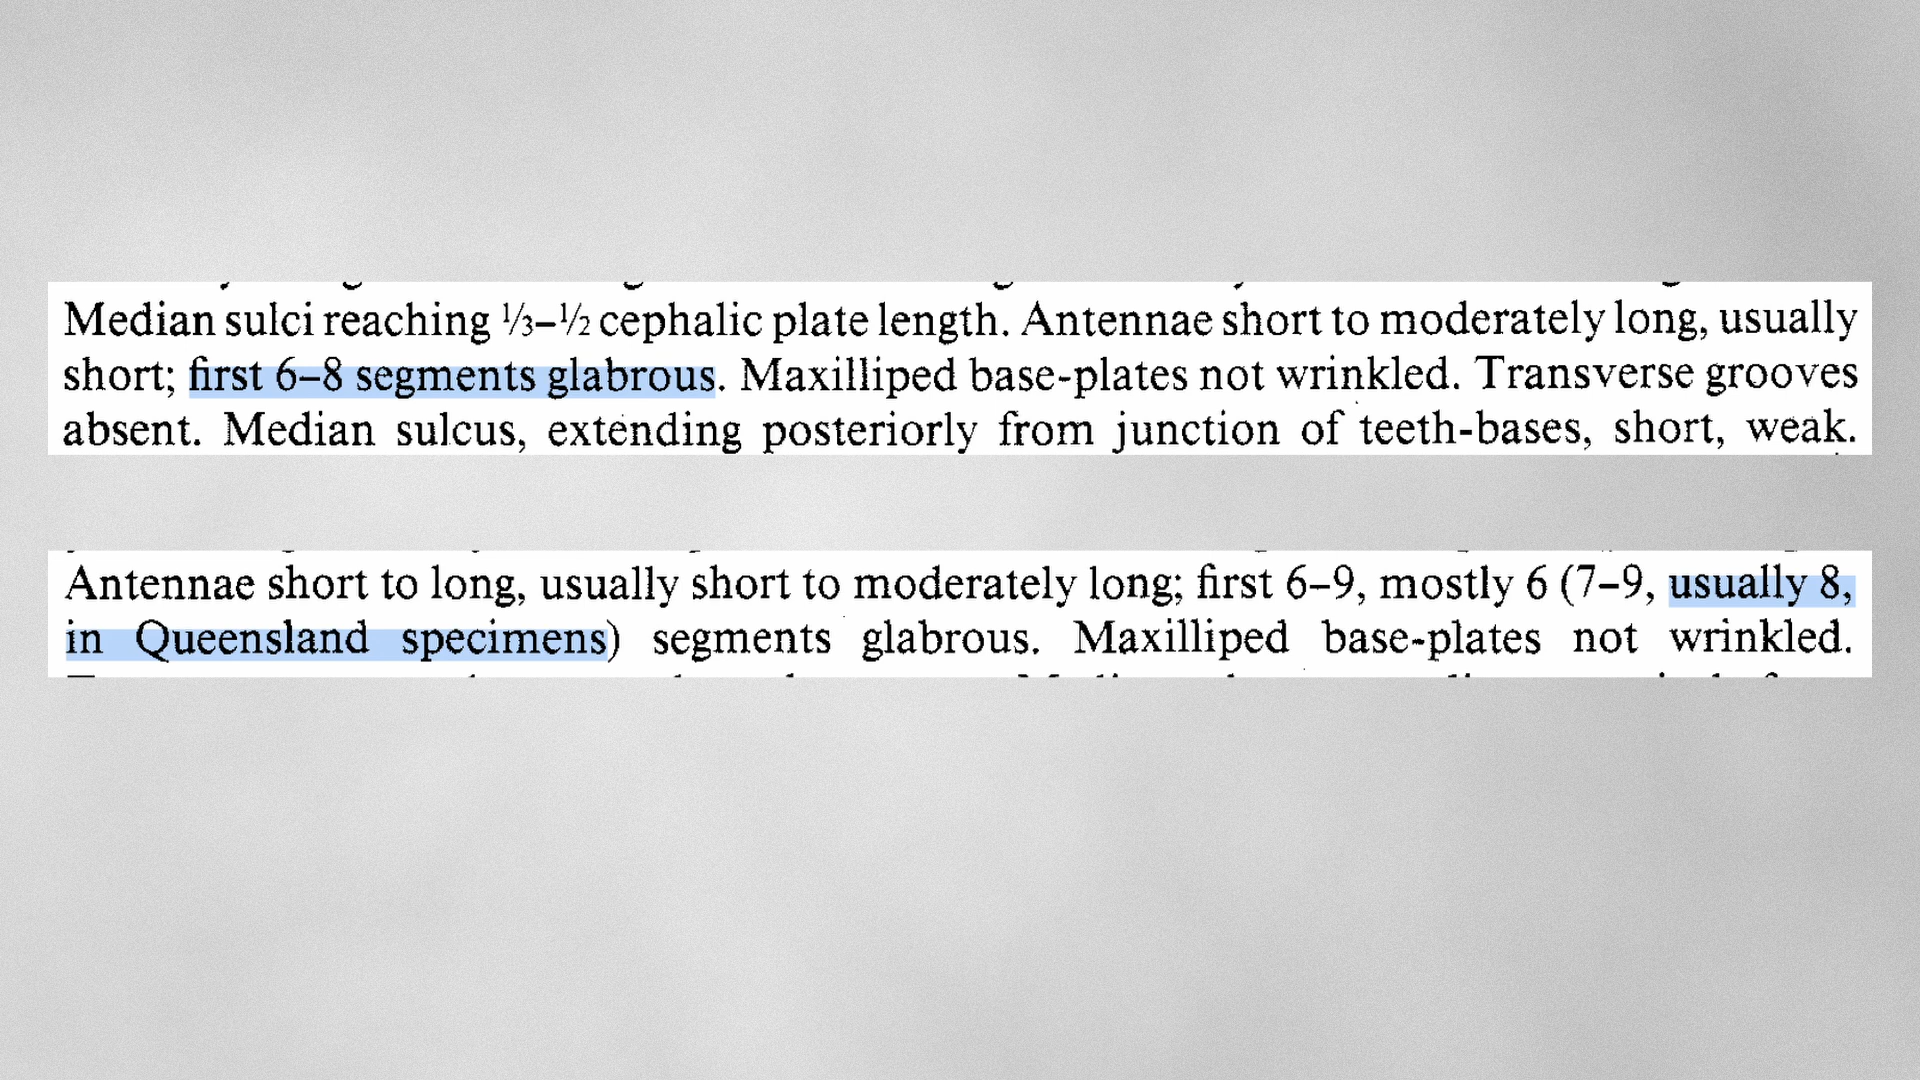 Median sulci reaching ⅓–½ cephalic plate length. Antennae short to moderately long, usually
short; first 6–8 segments glabrous. Maxilliped base-plates not wrinkled. Transverse grooves
absent. Median sulcus, extending posteriorly from junction of teeth-bases, short, weak.
Antennae short to long, usually short to moderately long; first 6–9, mostly 6 (7–9, usually 8,
in Queensland specimens) segments glabrous. Maxilliped base-plates not wrinkled.